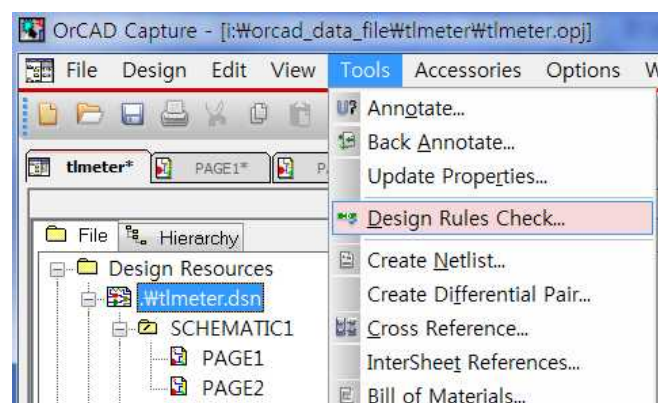 OrCAD Capture - [i:₩orcad_data_file₩tlmeter₩tlmeter.opj]
File Design Edit View Tools Accessories Options
tlmeter* PAGE1*
File Hierarchy
Design Resources
.₩tlmeter.dsn
SCHEMATIC1
PAGE1
PAGE2
U? Annotate...
Back Annotate...
Update Properties...
Design Rules Check...
Create Netlist...
Create Differential Pair...
Cross Reference...
InterSheet References...
Bill of Materials...